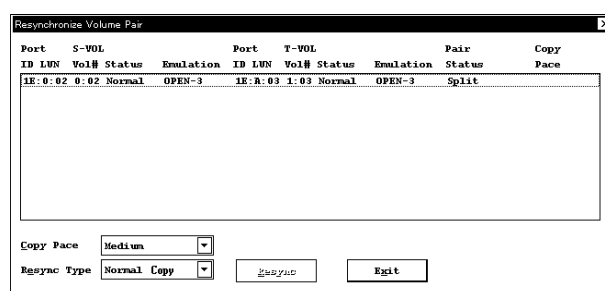 Resynchronize Volume Pair
Port S-VOL Port T-VOL Pair Copy
ID LUN Vol# Status Emulation ID LUN Vol# Status Emulation Status Pace
1E:0:02 0:02 Normal OPEN-3 1E:A:03 1:03 Normal OPEN-3 Split
Copy Pace Medium
Resync Type Normal Copy Resync Exit